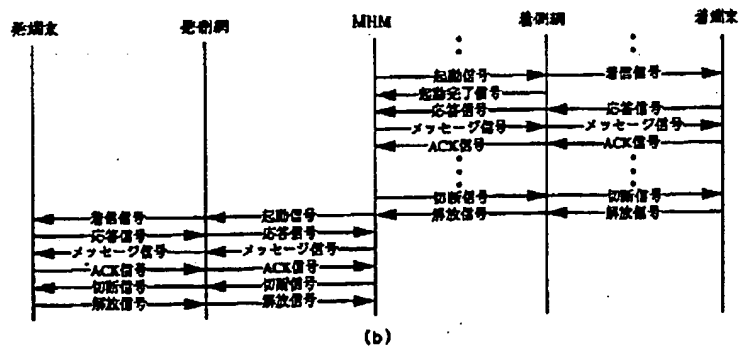 発端末 発側網 MHM 着側網 着端末
起動信号 着信信号
起動完了信号
応答信号 応答信号
メッセージ信号 メッセージ信号
ACK信号 ACK信号
切断信号 切断信号
解放信号 解放信号
着信信号 起動信号
応答信号 応答信号
メッセージ信号 メッセージ信号
ACK信号 ACK信号
切断信号 切断信号
解放信号 解放信号
(b)